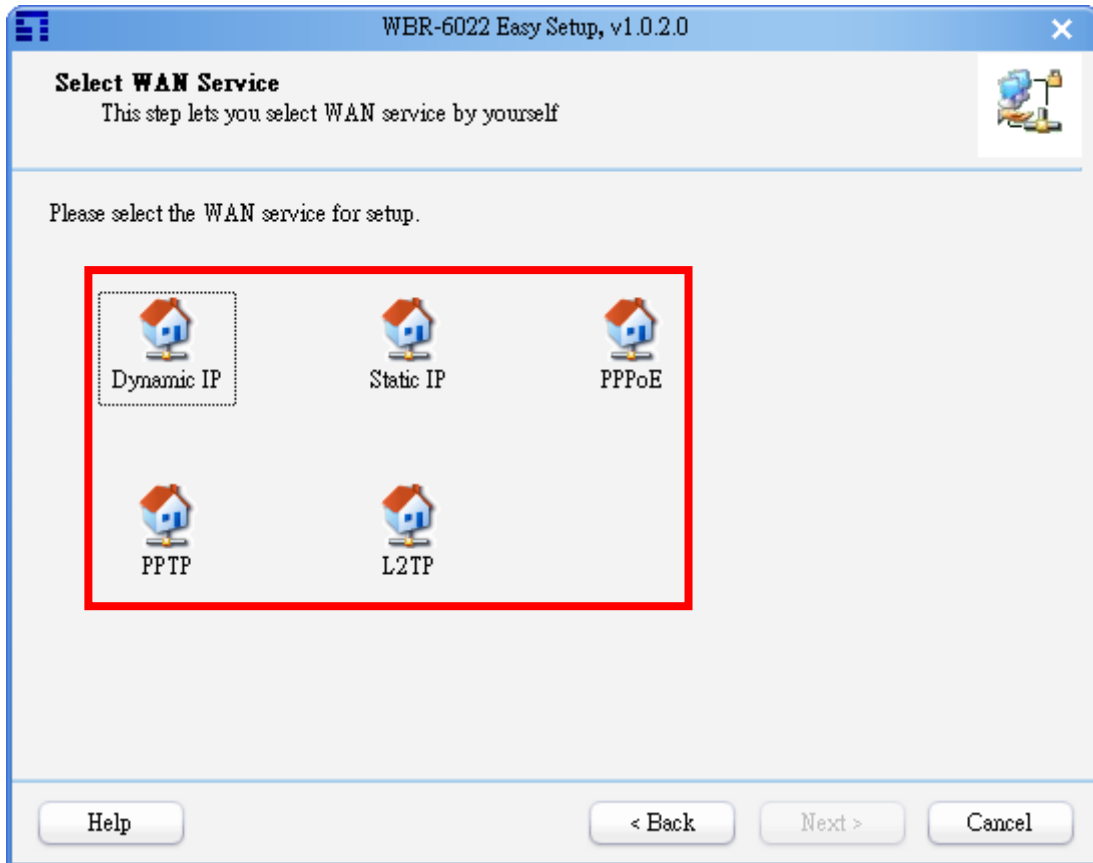 WBR-6022 Easy Setup, v1.0.2.0
Select WAN Service
This step lets you select WAN service by yourself
Please select the WAN service for setup.
Dynamic IP
Static IP
PPPoE
PPTP
L2TP
Help
< Back
Next >
Cancel